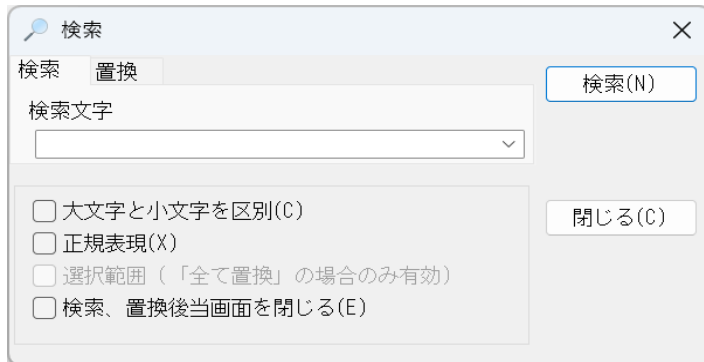 検索
検索 置換
検索(N)
検索文字
閉じる(C)
大文字と小文字を区別(C)
正規表現(X)
選択範囲（「全て置換」の場合のみ有効）
検索、置換後当画面を閉じる(E)